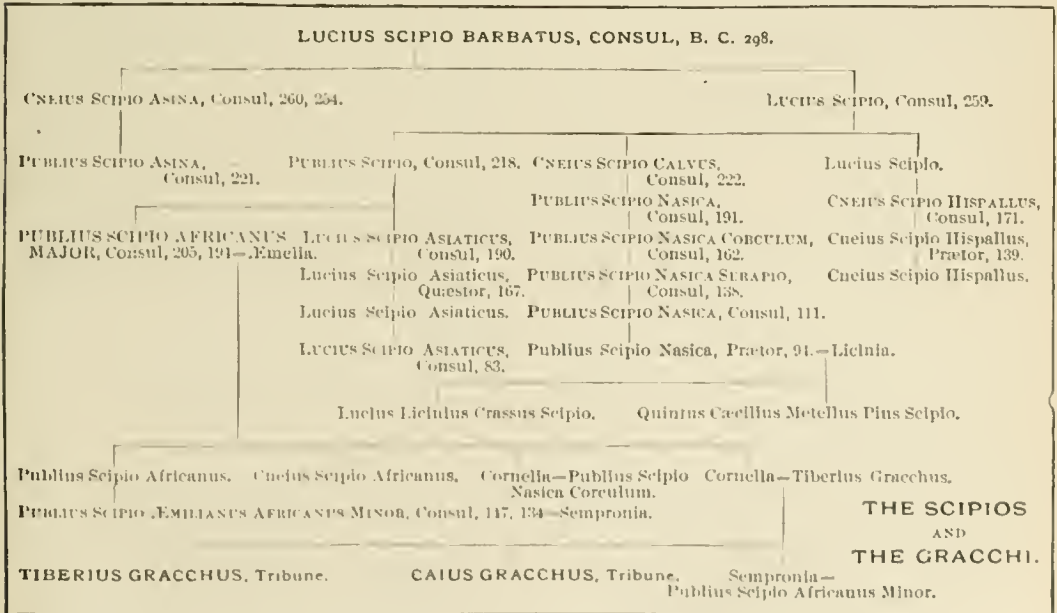 LUCIUS SCIPIO BARBATUS, CONSUL, B. C. 298.
CNEIUS SCIPIO ASINA, Consul, 260, 254. LUCIUS SCIPIO, Consul, 259.
PUBLIUS SCIPIO ASINA, PUBLIUS SCIPIO, Consul, 218. CNEIUS SCIPIO CALVUS, Lucius Scipio.
Consul, 221. Consul, 222.
PUBLIUS SCIPIO NASICA, CNEIUS SCIPIO HISPALLUS,
Consul, 191. Consul, 171.
PUBLIUS SCIPIO AFRICANUS LUCIUS SCIPIO ASIATICUS, PUBLIUS SCIPIO NASICA CORCULUM, Cneius Scipio Hispallus,
MAJOR, Consul, 205, 194—Æmelia. Consul, 190. Consul, 162. Prætor, 139.
Lucius Scipio Asiaticus, PUBLIUS SCIPIO NASICA SERAPIO, Cneius Scipio Hispallus.
Quæstor, 167. Consul, 138.
Lucius Scipio Asiaticus. PUBLIUS SCIPIO NASICA, Consul, 111.
LUCIUS SCIPIO ASIATICUS, Publius Scipio Nasica, Prætor, 94.—Licinia.
Consul, 83.
Lucius Licinius Crassus Scipio. Quintus Cæcilius Metellus Pius Scipio.
Publius Scipio Africanus. Cneius Scipio Africanus. Cornelia—Publius Scipio Cornelia—Tiberius Gracchus.
Nasica Corculum.
PUBLIUS SCIPIO ÆMILIANUS AFRICANUS MINOR, Consul, 147, 134—Sempronia.
THE SCIPIOS
AND
THE GRACCHI.
TIBERIUS GRACCHUS, Tribune. CAIUS GRACCHUS, Tribune. Sempronia—
Publius Scipio Africanus Minor.